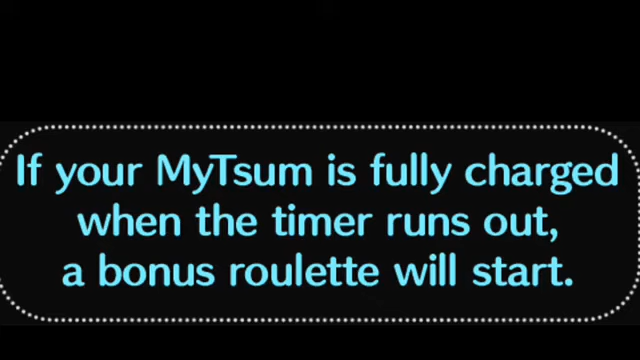 If your MyTsum is fully charged
when the timer runs out,
a bonus roulette will start.